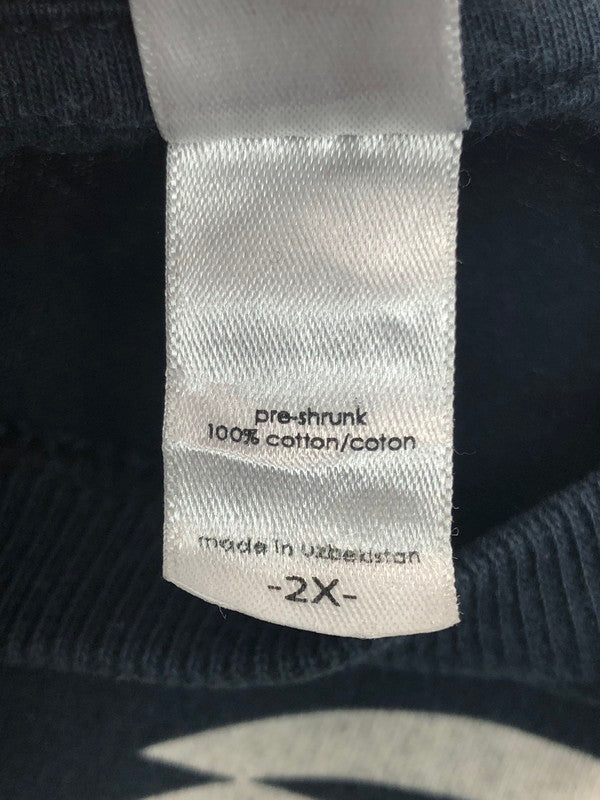 pre-shrunk
100% cotton/coton
made in uzbekistan
-2X-